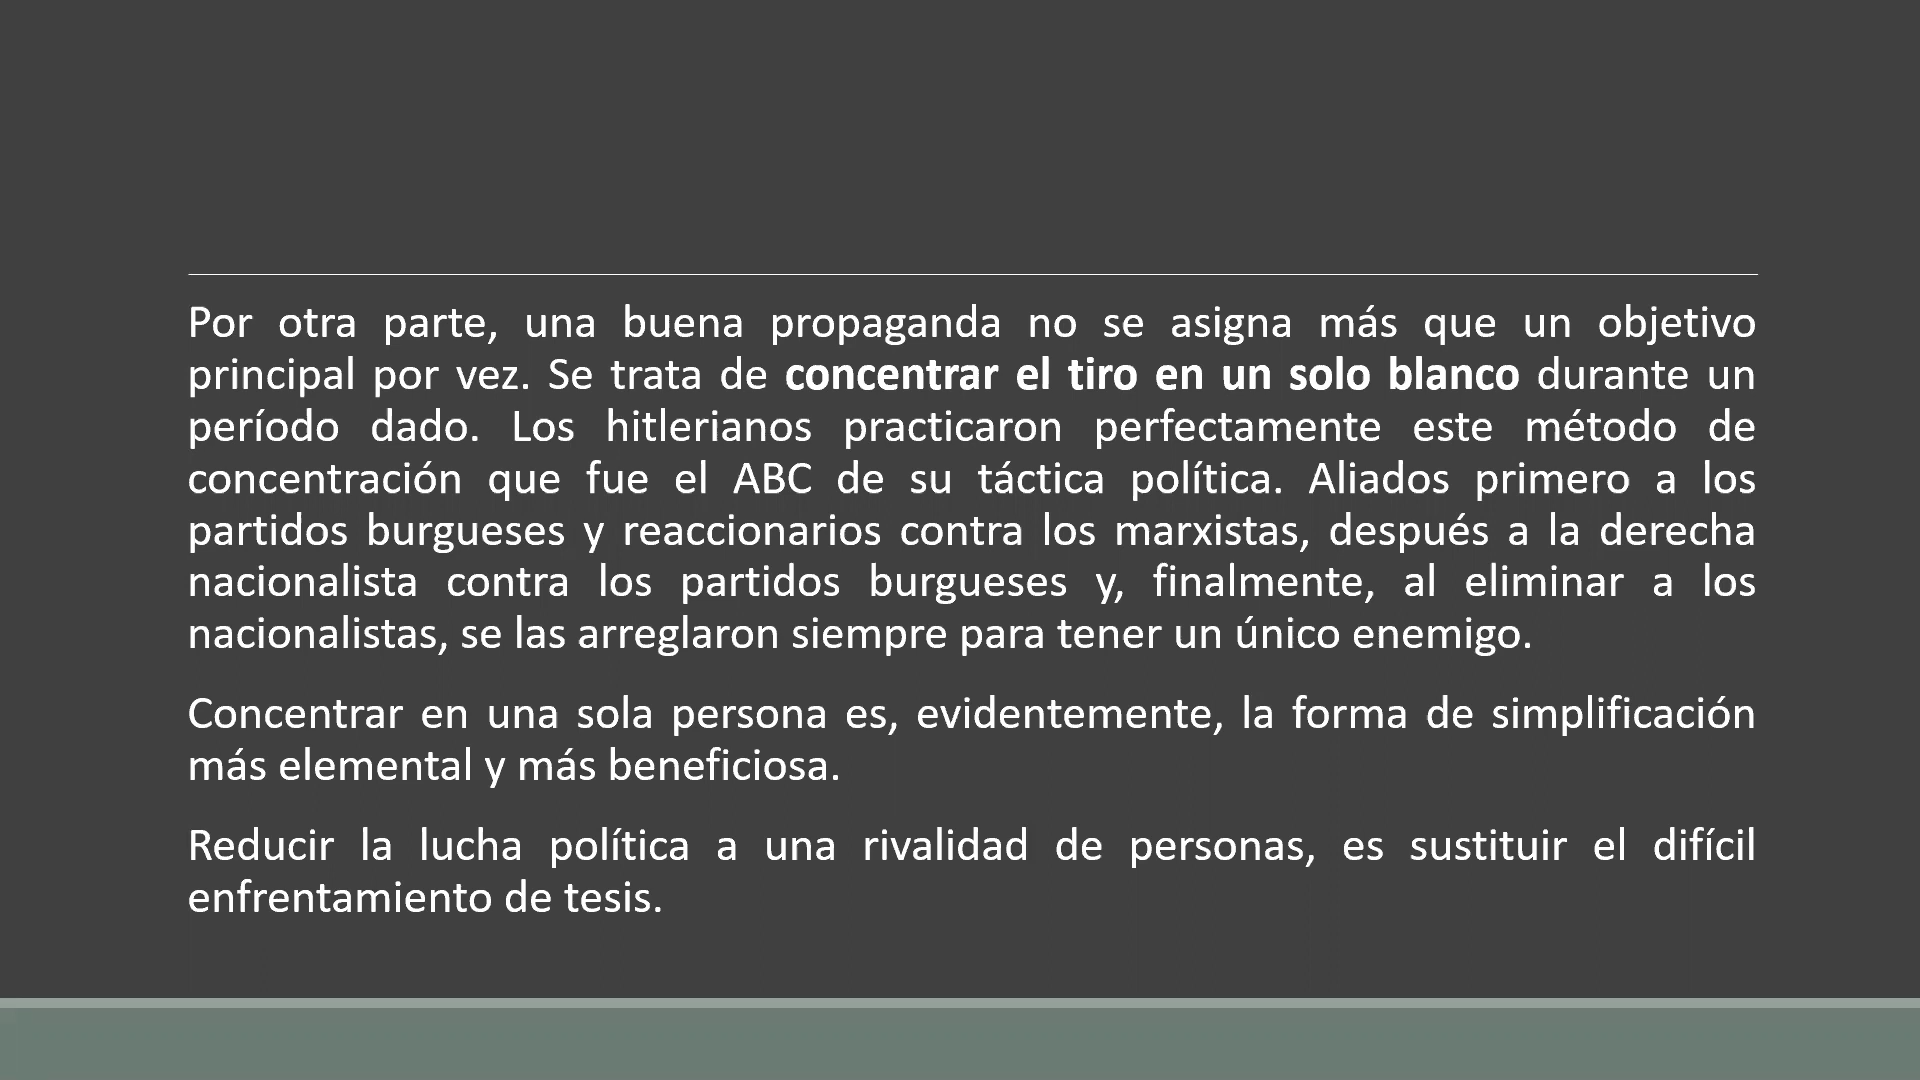 Por otra parte, una buena propaganda no se asigna más que un objetivo
principal por vez. Se trata de concentrar el tiro en un solo blanco durante un
período dado. Los hitlerianos practicaron perfectamente este método de
concentración que fue el ABC de su táctica política. Aliados primero a los
partidos burgueses y reaccionarios contra los marxistas, después a la derecha
nacionalista contra los partidos burgueses y, finalmente, al eliminar a los
nacionalistas, se las arreglaron siempre para tener un único enemigo.
Concentrar en una sola persona es, evidentemente, la forma de simplificación
más elemental y más beneficiosa.
Reducir la lucha política a una rivalidad de personas, es sustituir el difícil
enfrentamiento de tesis.